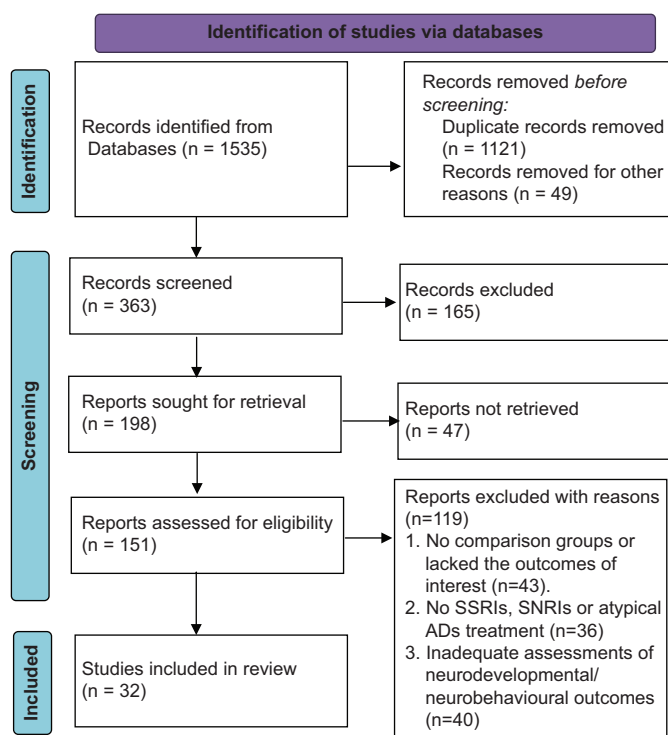 Identification of studies via databases
Identification
Records identified from
Databases (n = 1535)
Records removed before
screening:
Duplicate records removed
(n = 1121)
Records removed for other
reasons (n = 49)
Screening
Records screened
(n = 363)
Records excluded
(n = 165)
Reports sought for retrieval
(n = 198)
Reports not retrieved
(n = 47)
Reports assessed for eligibility
(n = 151)
Reports excluded with reasons
(n=119)
1. No comparison groups or
lacked the outcomes of
interest (n=43).
2. No SSRIs, SNRIs or atypical
ADs treatment (n=36)
3. Inadequate assessments of
neurodevelopmental/
neurobehavioural outcomes
(n=40)
Included
Studies included in review
(n = 32)